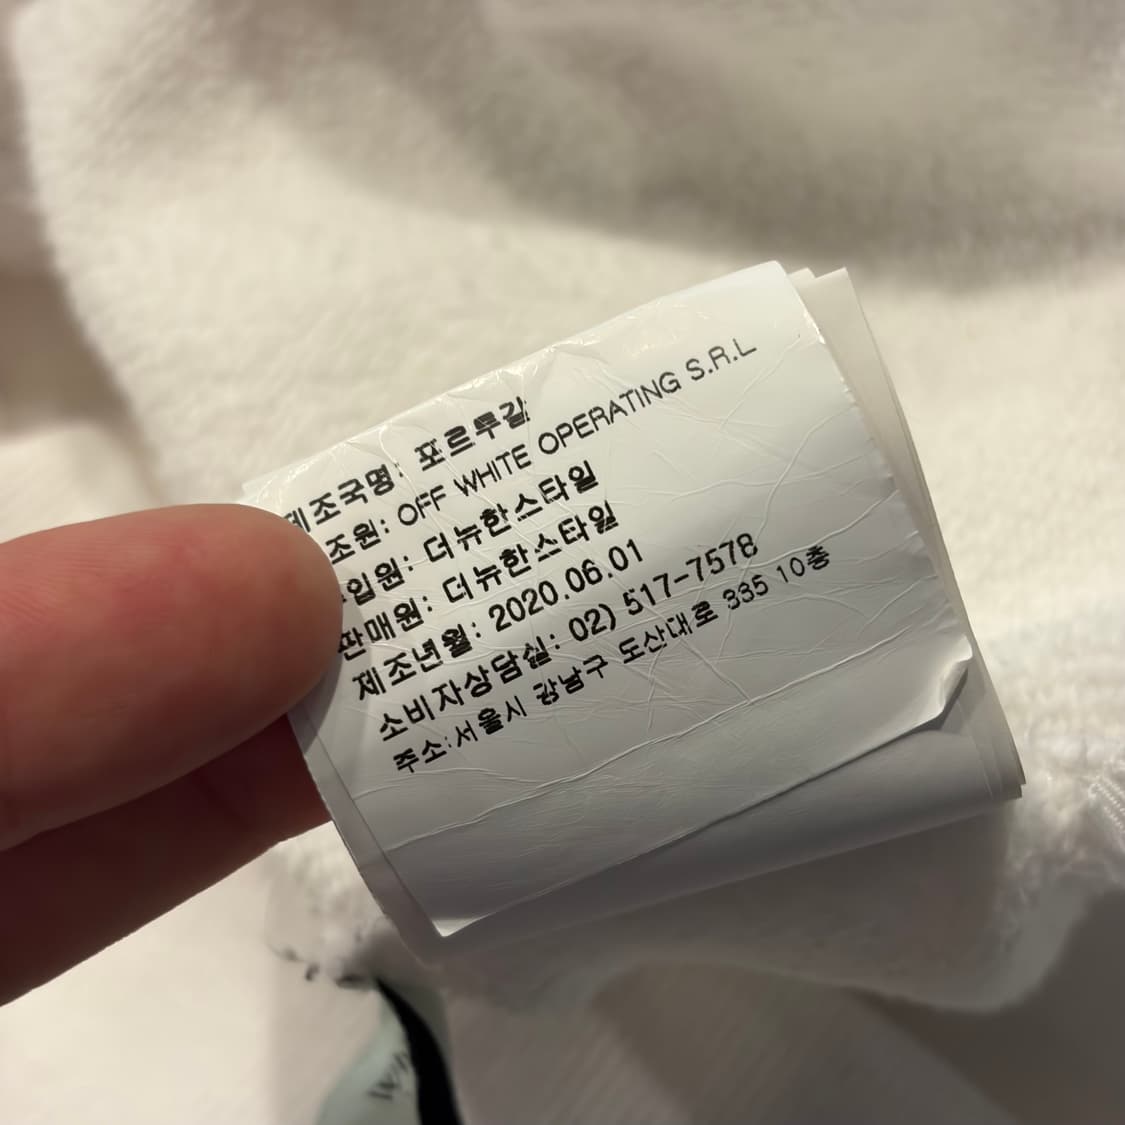 제조국명: 포르투갈
조원: OFF WHITE OPERATING S.R.L
입원: 더뉴한스타일
판매원: 더뉴한스타일
제조년월: 2020.06.01
소비자상담실: 02) 517-7578
주소:서울시 강남구 도산대로 335 10층